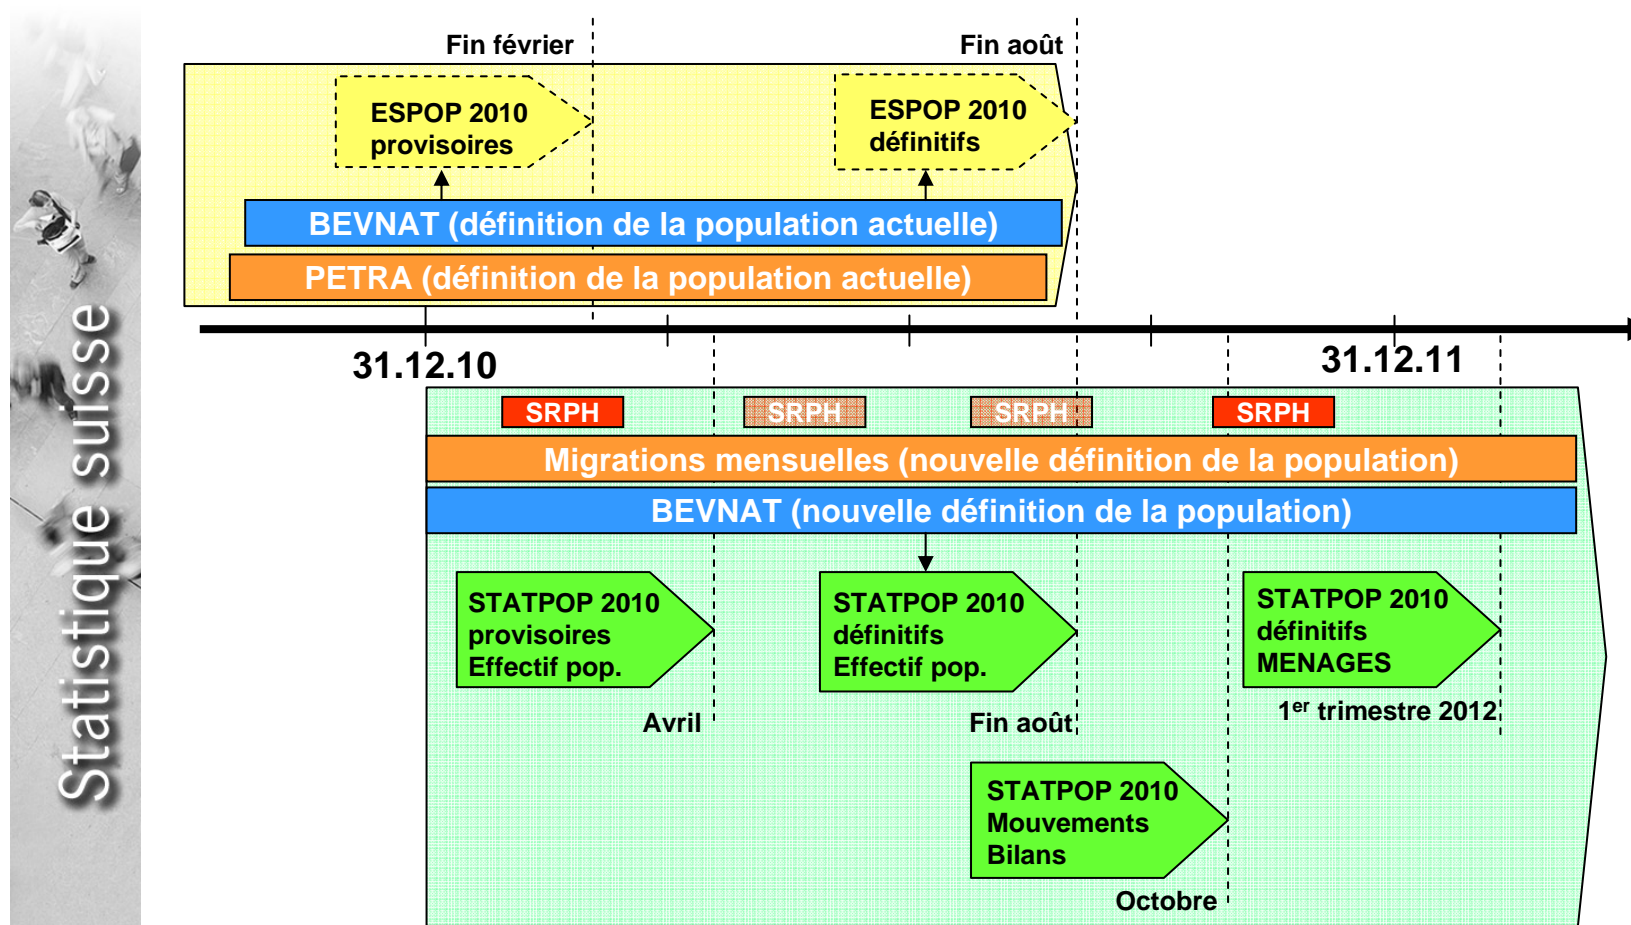 Statistique suisse
Fin février
Fin août
ESPOP 2010
provisoires
ESPOP 2010
définitifs
BEVNAT (définition de la population actuelle)
PETRA (définition de la population actuelle)
31.12.10
31.12.11
SRPH
SRPH
SRPH
SRPH
Migrations mensuelles (nouvelle définition de la population)
BEVNAT (nouvelle définition de la population)
STATPOP 2010
provisoires
Effectif pop.
STATPOP 2010
définitifs
Effectif pop.
STATPOP 2010
définitifs
MENAGES
Avril
Fin août
1er trimestre 2012
STATPOP 2010
Mouvements
Bilans
Octobre